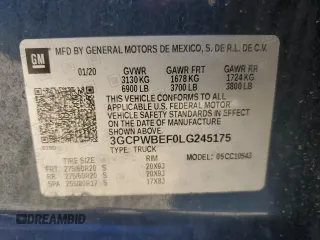 GM
MFD BY GENERAL MOTORS DE MEXICO, S. DE R.L. DE C.V.
01/20 GVWR GAWR FRT GAWR RR
3130 KG 1678 KG 1724 KG
6900 LB 3700 LB 3800 LB
THIS VEHICLE CONFORMS TO ALL APPLICABLE
U.S. FEDERAL MOTOR VEHICLE SAFETY
STANDARDS IN EFFECT ON THE DATE OF
MANUFACTURE SHOWN ABOVE.
3GCPWBEF0LG245175
TYPE: TRUCK MODEL:
TIRE SIZE RIM
FRT 275/60R20 20X9J
RR 275/60R20 20X9J
SPA 255/80R17 17X8J